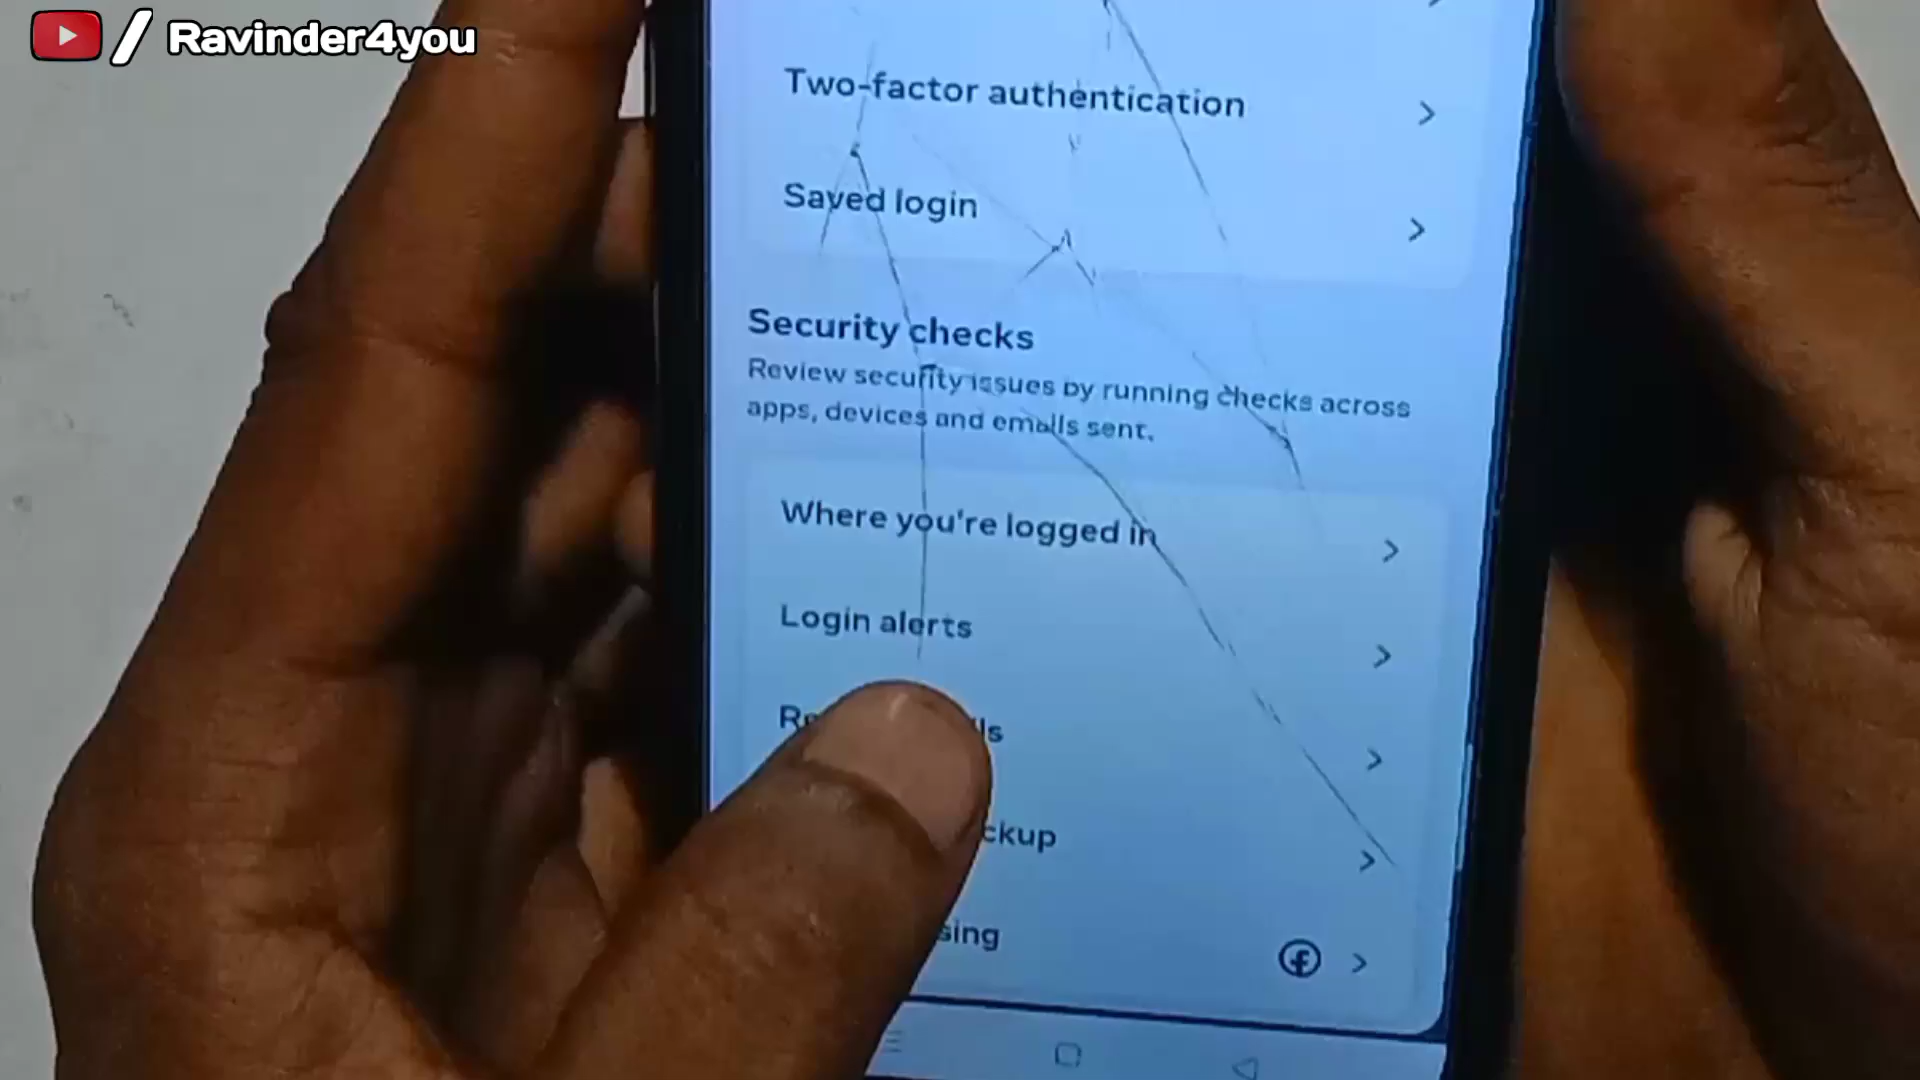 Ravinder4you
Two-factor authentication
Saved login
Security checks
Review security issues by running checks across
apps, devices and emails sent.
Where you're logged in
Login alerts